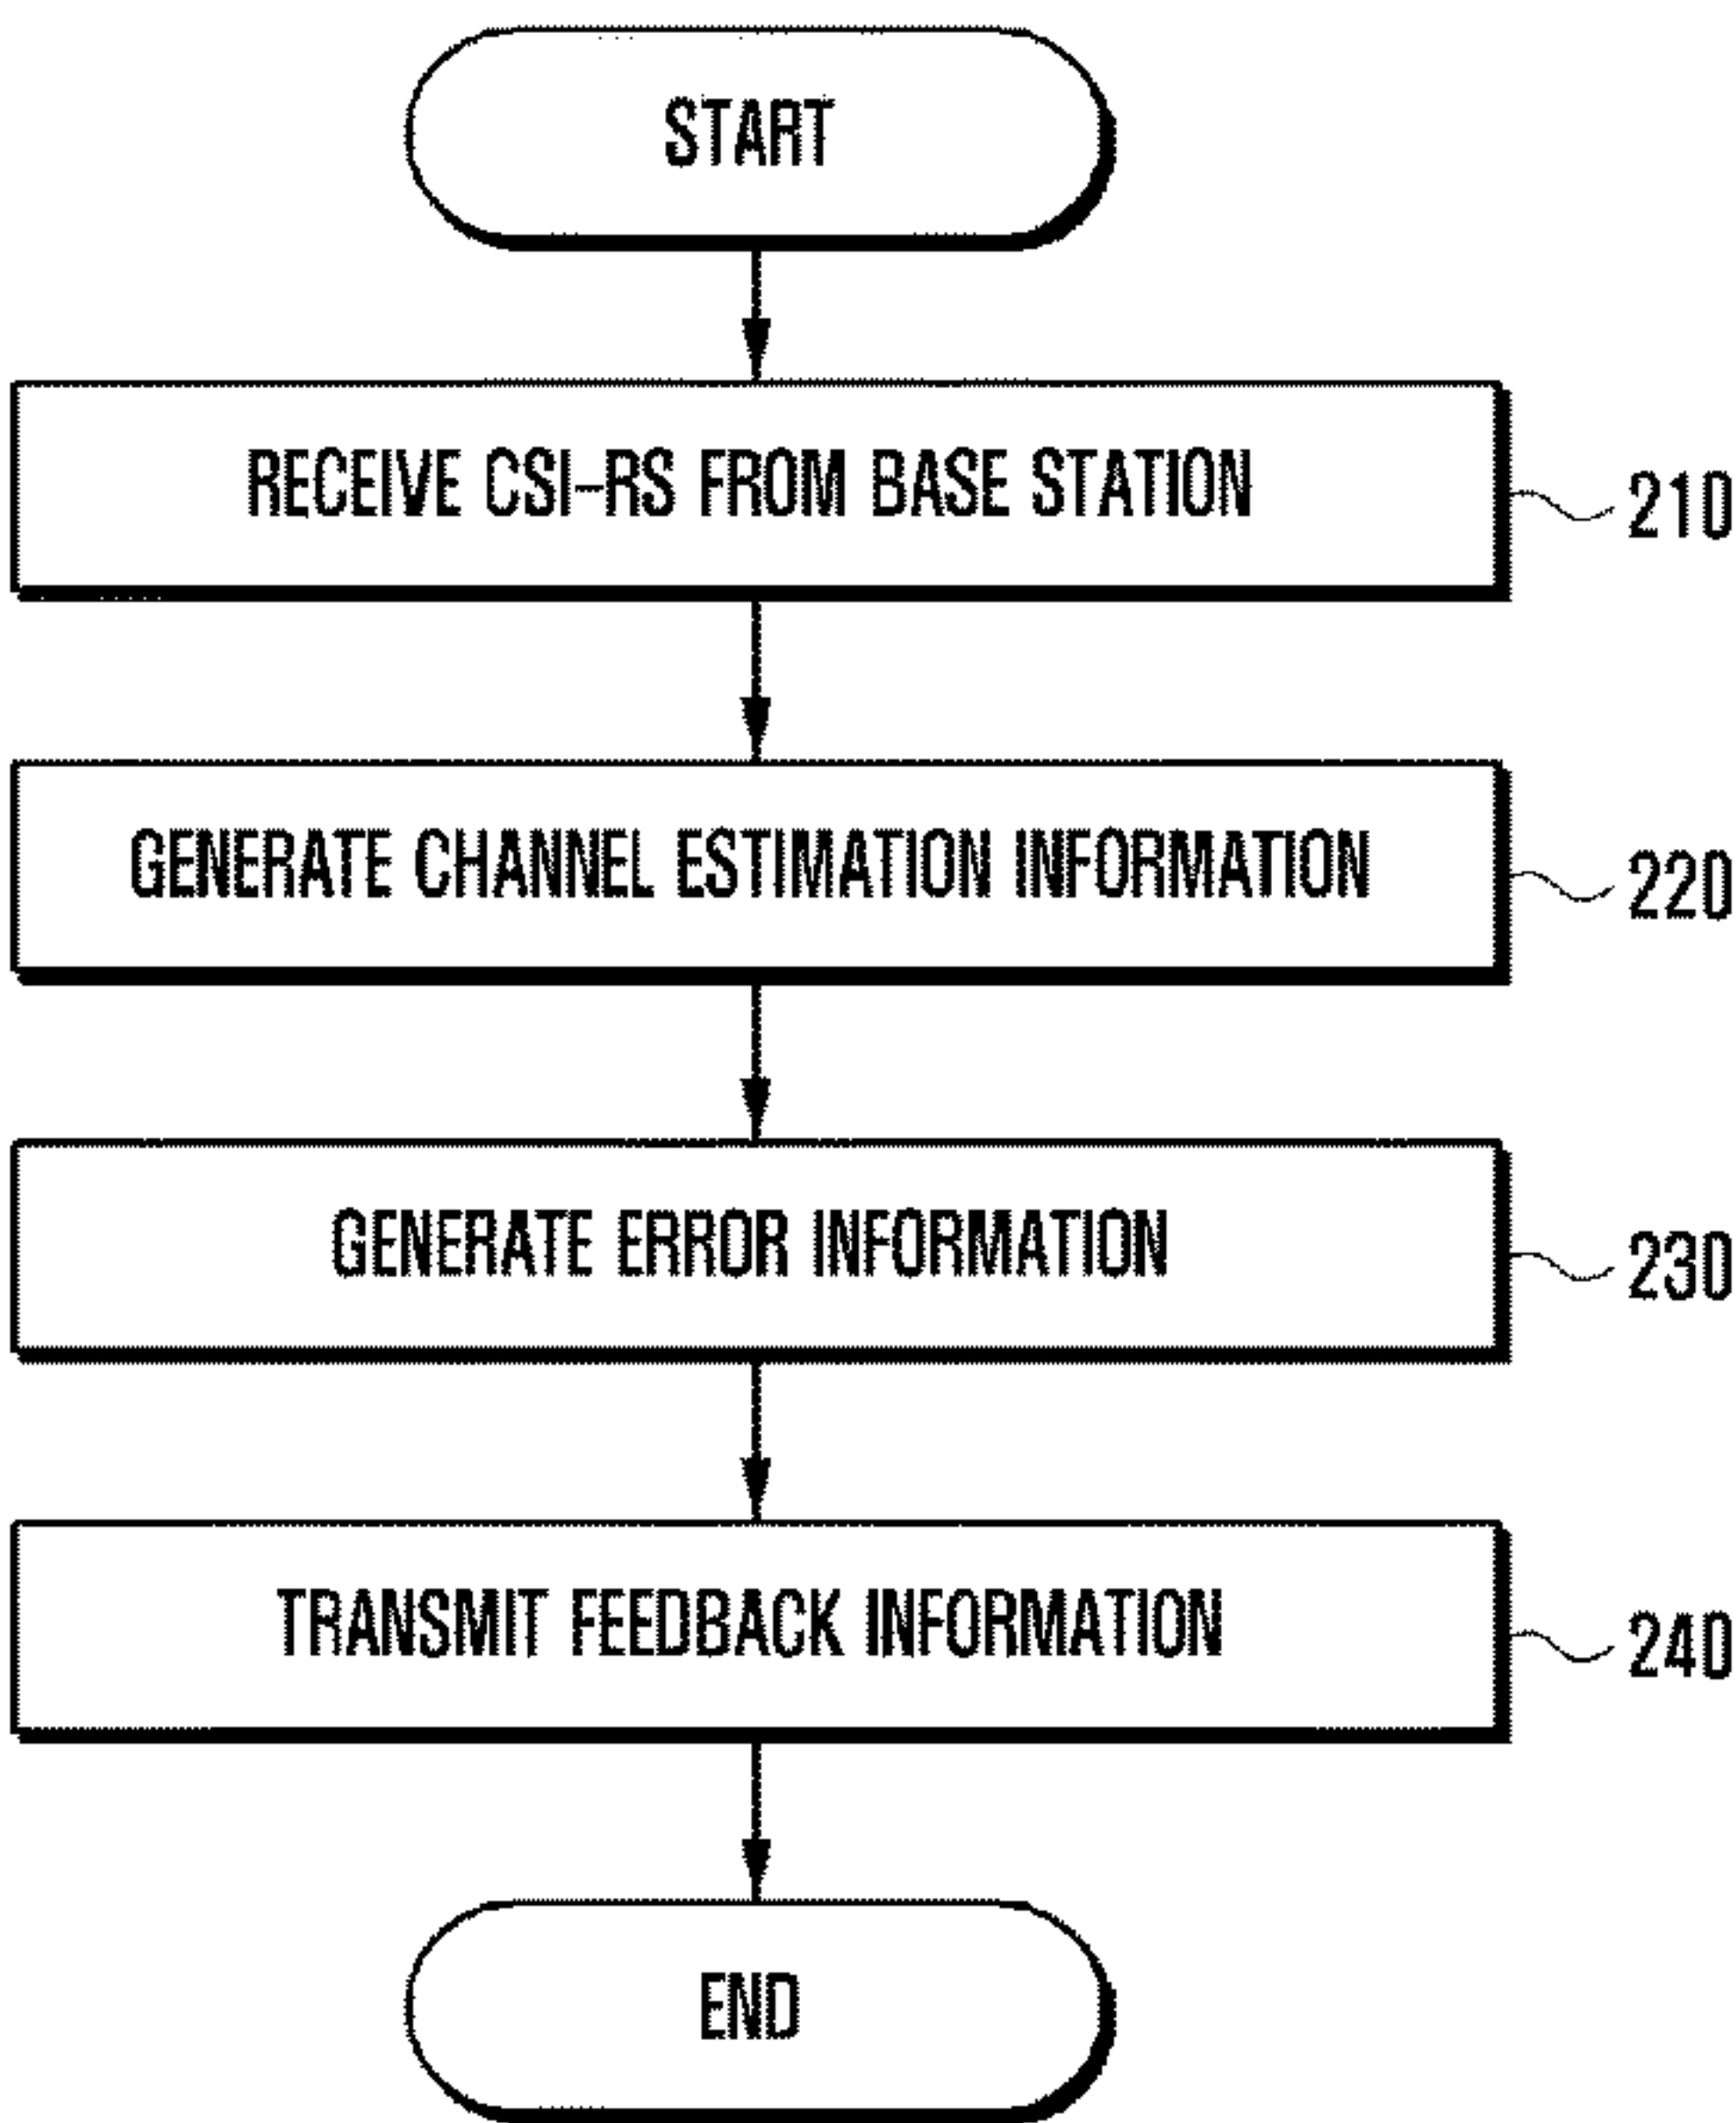 START
RECEIVE CSI-RS FROM BASE STATION
210
GENERATE CHANNEL ESTIMATION INFORMATION
220
GENERATE ERROR INFORMATION
230
TRANSMIT FEEDBACK INFORMATION
240
END